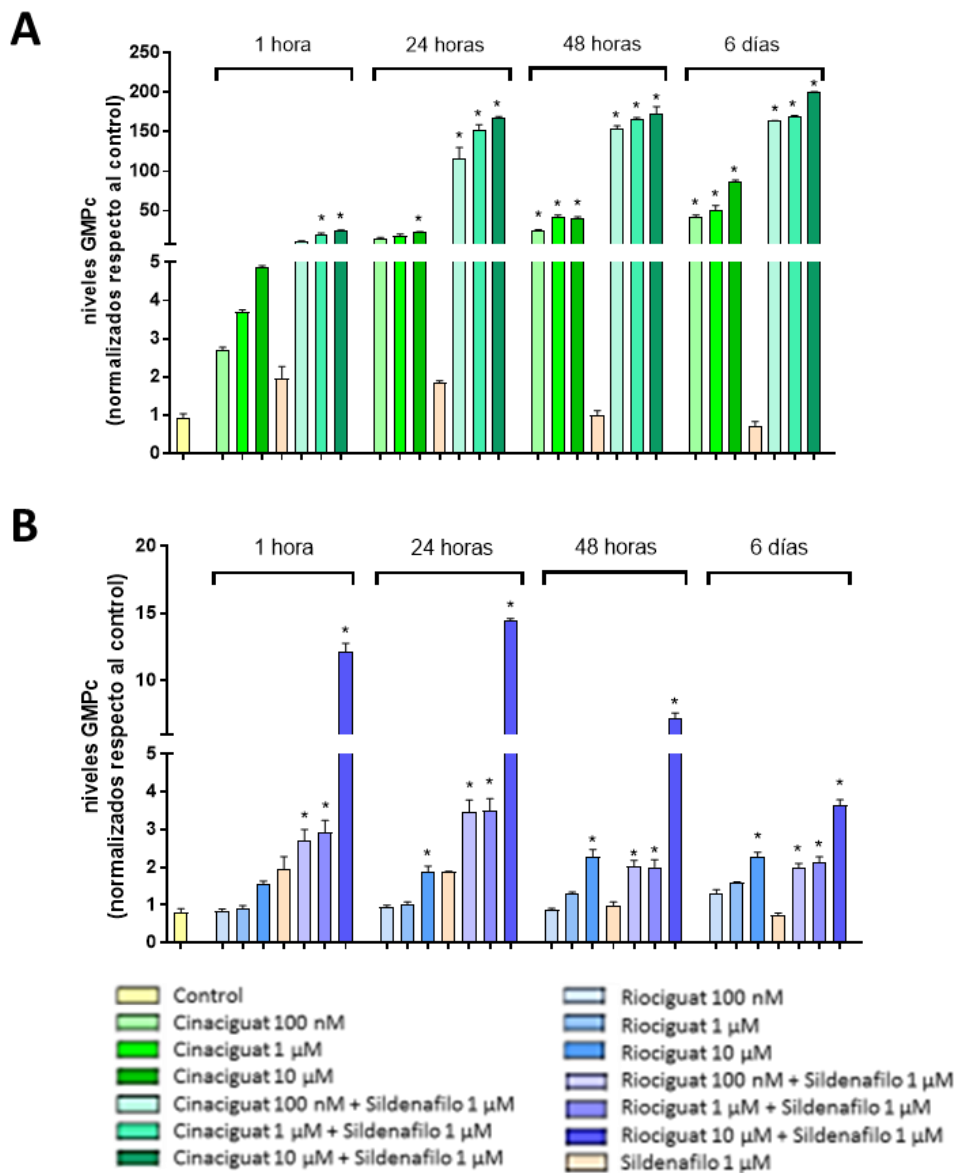 A
1 hora
24 horas
48 horas
6 días
niveles GMPc
(normalizados respecto al control)
250
200
150
100
50
5
4
3
2
1
0
* *
* * * *
* * * * * *
* * * * * *
B
1 hora
24 horas
48 horas
6 días
niveles GMPc
(normalizados respecto al control)
20
15
10
5
4
3
2
1
0
* * *
* * * *
* * * *
* * * *
Control
Cinaciguat 100 nM
Cinaciguat 1 µM
Cinaciguat 10 µM
Cinaciguat 100 nM + Sildenafilo 1 µM
Cinaciguat 1 µM + Sildenafilo 1 µM
Cinaciguat 10 µM + Sildenafilo 1 µM
Riociguat 100 nM
Riociguat 1 µM
Riociguat 10 µM
Riociguat 100 nM + Sildenafilo 1 µM
Riociguat 1 µM + Sildenafilo 1 µM
Riociguat 10 µM + Sildenafilo 1 µM
Sildenafilo 1 µM